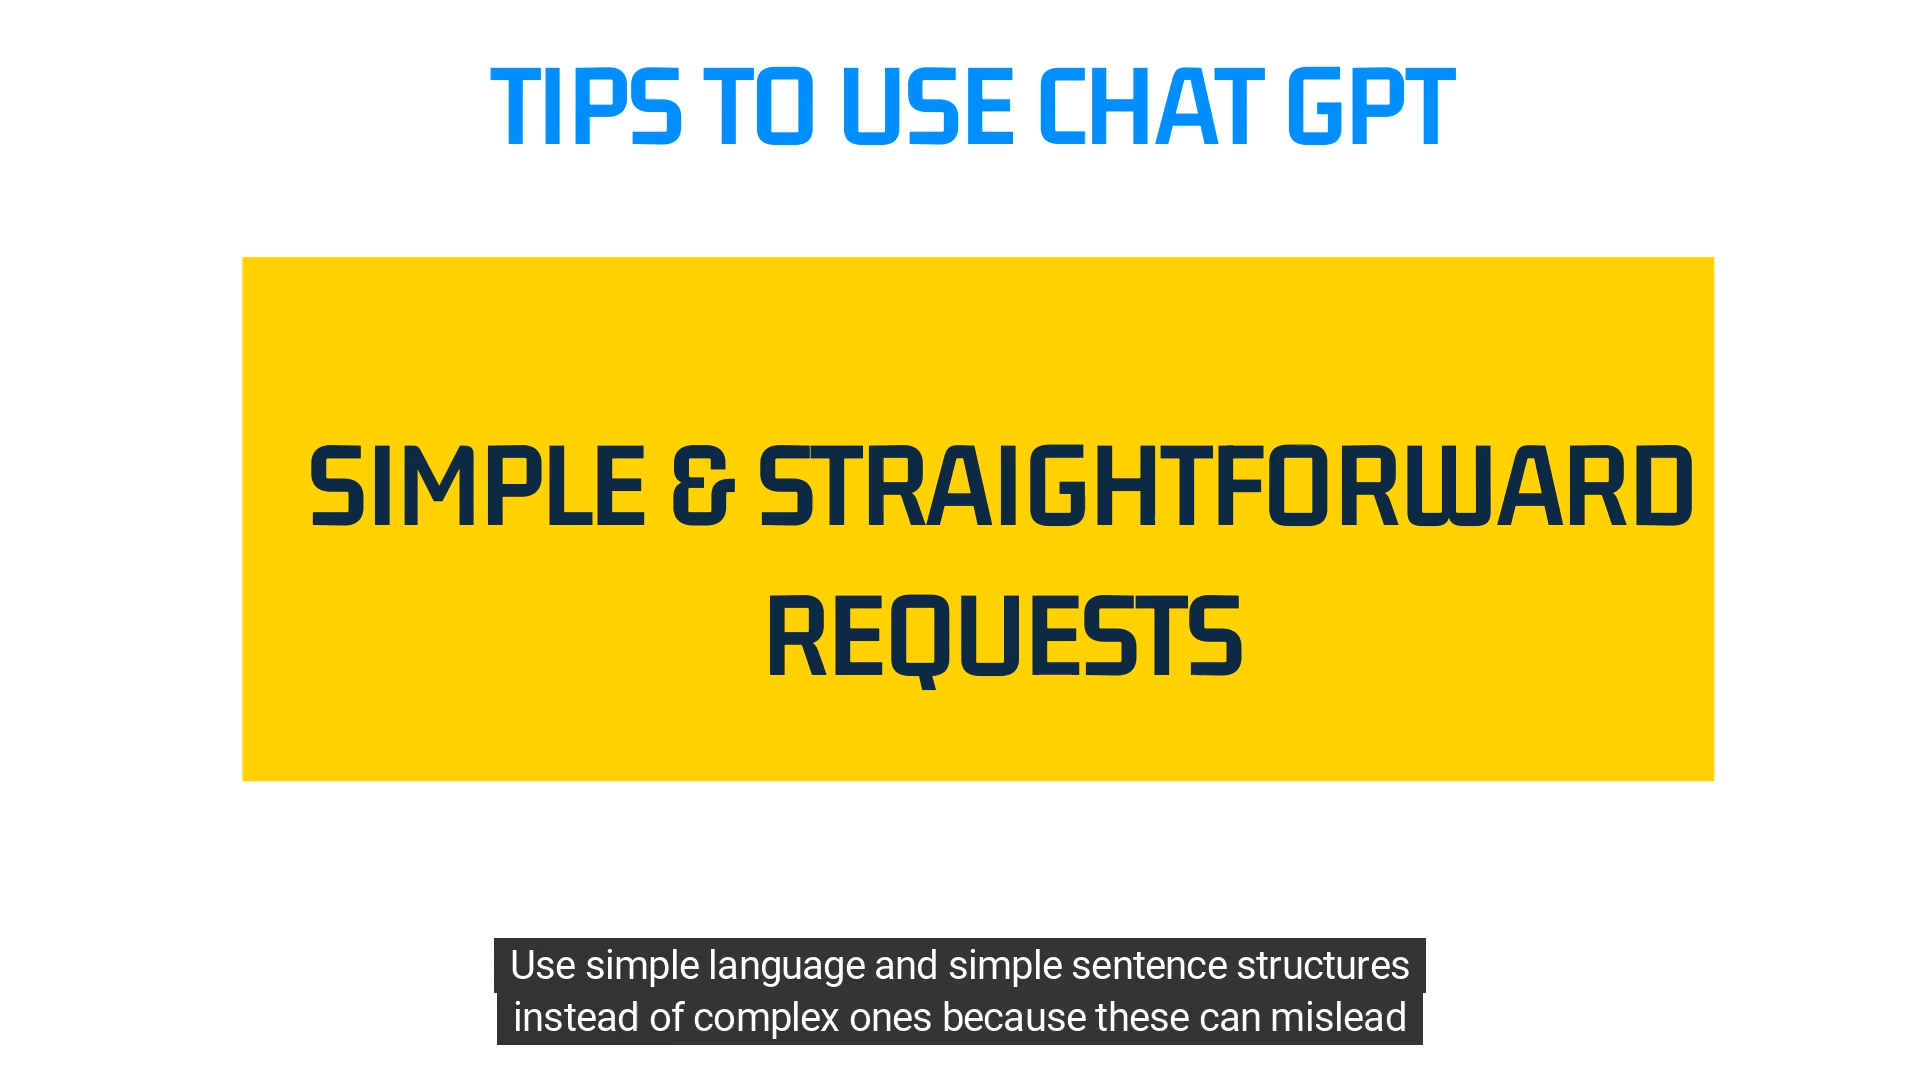 TIPS TO USE CHAT GPT
SIMPLE & STRAIGHTFORWARD
REQUESTS
Use simple language and simple sentence structures
instead of complex ones because these can mislead